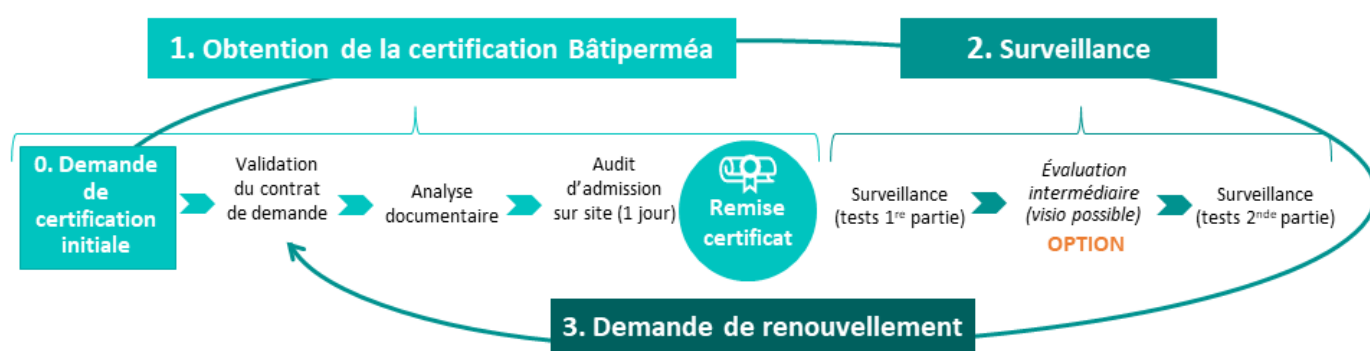 1. Obtention de la certification Bâtiperméa
2. Surveillance
0. Demande
de
certification
initiale
Validation
du contrat
de demande
Analyse
documentaire
Audit
d'admission
sur site (1 jour)
Remise
certificat
Surveillance
(tests 1re partie)
Évaluation
intermédiaire
(visio possible)
OPTION
Surveillance
(tests 2nde partie)
3. Demande de renouvellement